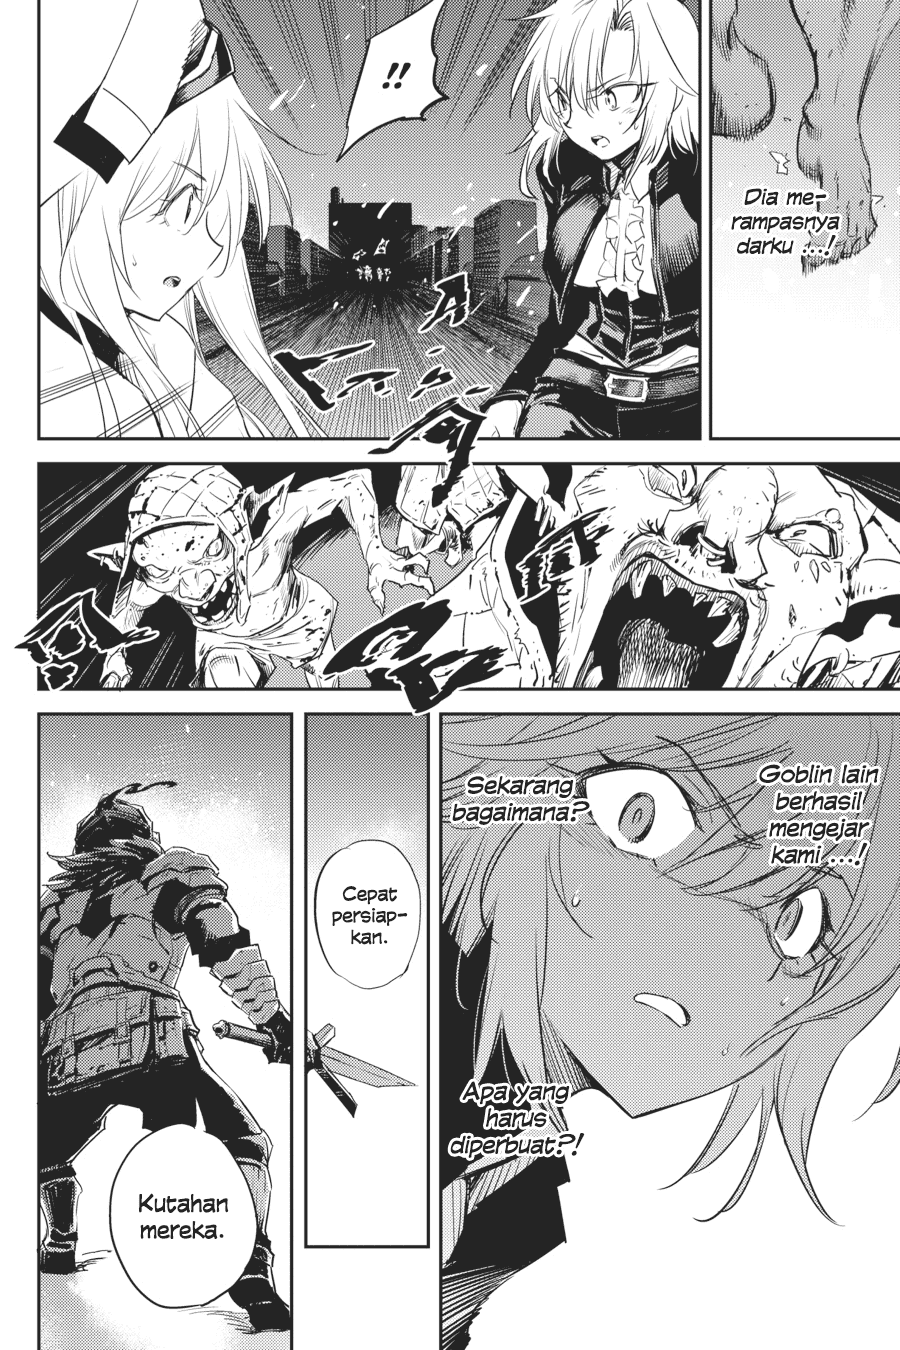 Dia me-
rampasnya
darku ...!
!!
Goblin lain
berhasil
mengejar
kami ...!
Sekarang
bagaimana?
Apa yang
harus
diperbuat?!
Cepat
persiap-
kan.
Kutahan
mereka.